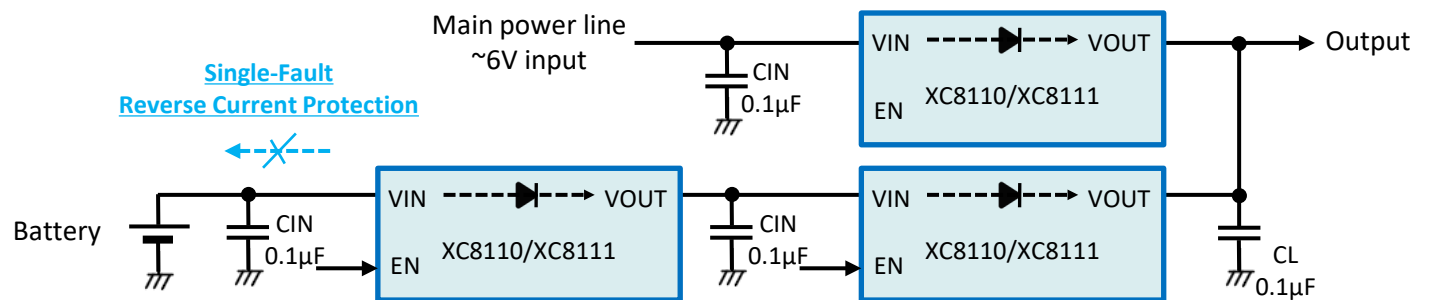 Main power line
~6V input
CIN
0.1µF
VIN
VOUT
EN
XC8110/XC8111
Output
Single-Fault
Reverse Current Protection
Battery
CIN
0.1µF
VIN
VOUT
EN
XC8110/XC8111
CIN
0.1µF
VIN
VOUT
EN
XC8110/XC8111
CL
0.1µF